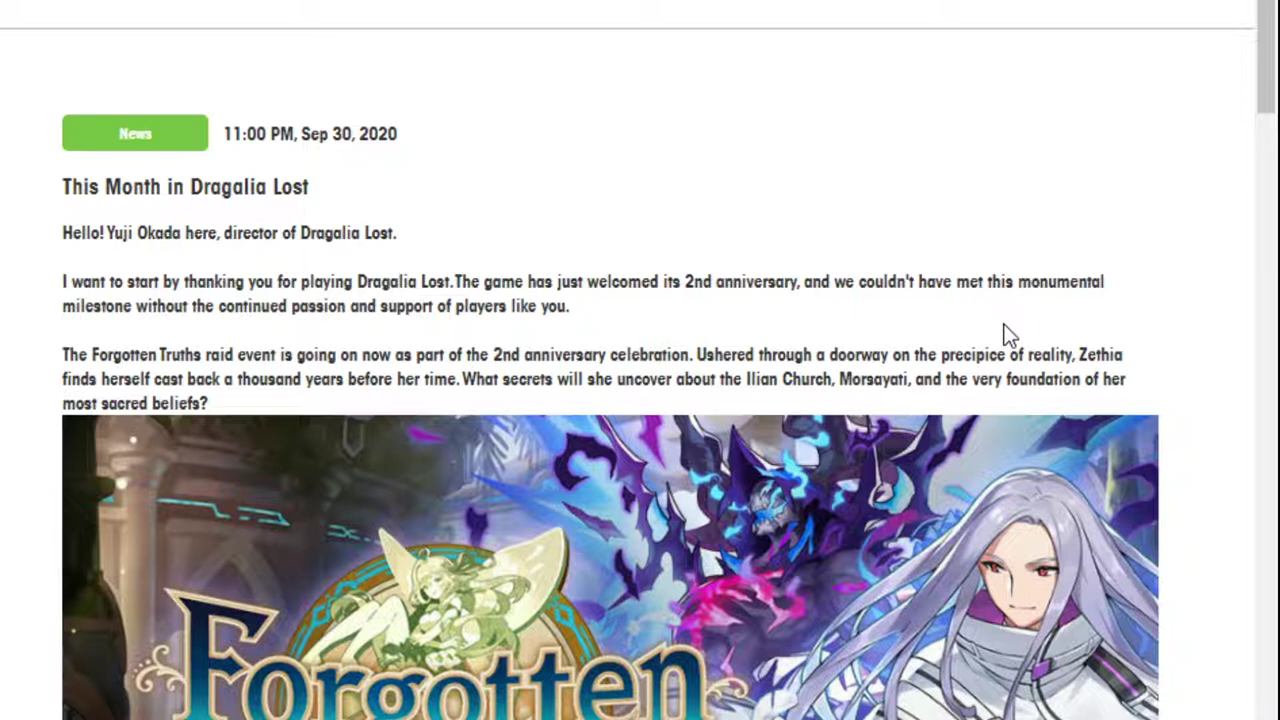 News
11:00 PM, Sep 30, 2020
This Month in Dragalia Lost
Hello! Yuji Okada here, director of Dragalia Lost.
I want to start by thanking you for playing Dragalia Lost. The game has just welcomed its 2nd anniversary, and we couldn't have met this monumental
milestone without the continued passion and support of players like you.
The Forgotten Truths raid event is going on now as part of the 2nd anniversary celebration. Ushered through a doorway on the precipice of reality, Zethia
finds herself cast back a thousand years before her time. What secrets will she uncover about the Ilian Church, Morsayati, and the very foundation of her
most sacred beliefs?
Forgotten